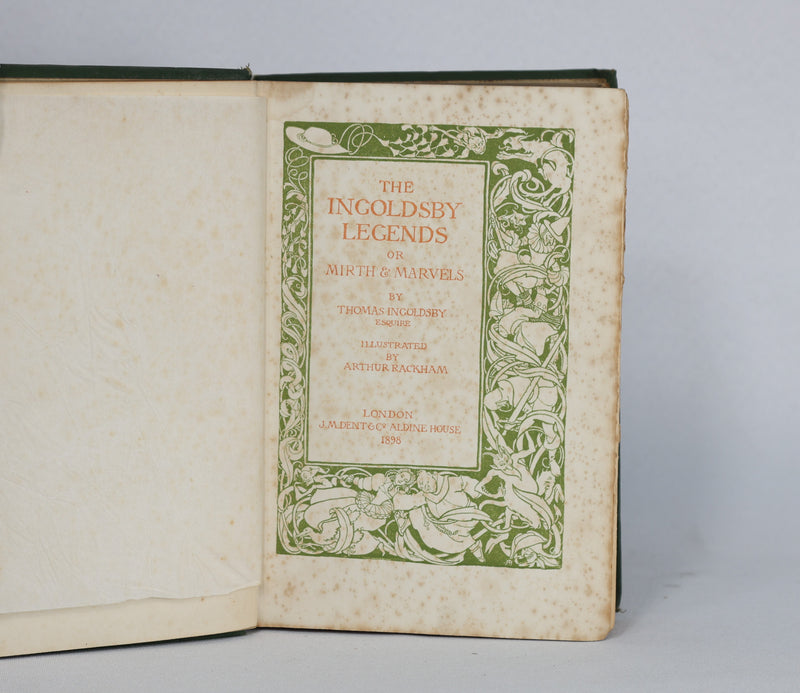 THE
INGOLDSBY
LEGENDS
OR
MIRTH & MARVELS
BY
THOMAS INGOLDSBY
ESQUIRE
ILLUSTRATED
BY
ARTHUR RACKHAM
LONDON
J.M.DENT & Co ALDINE HOUSE
1898